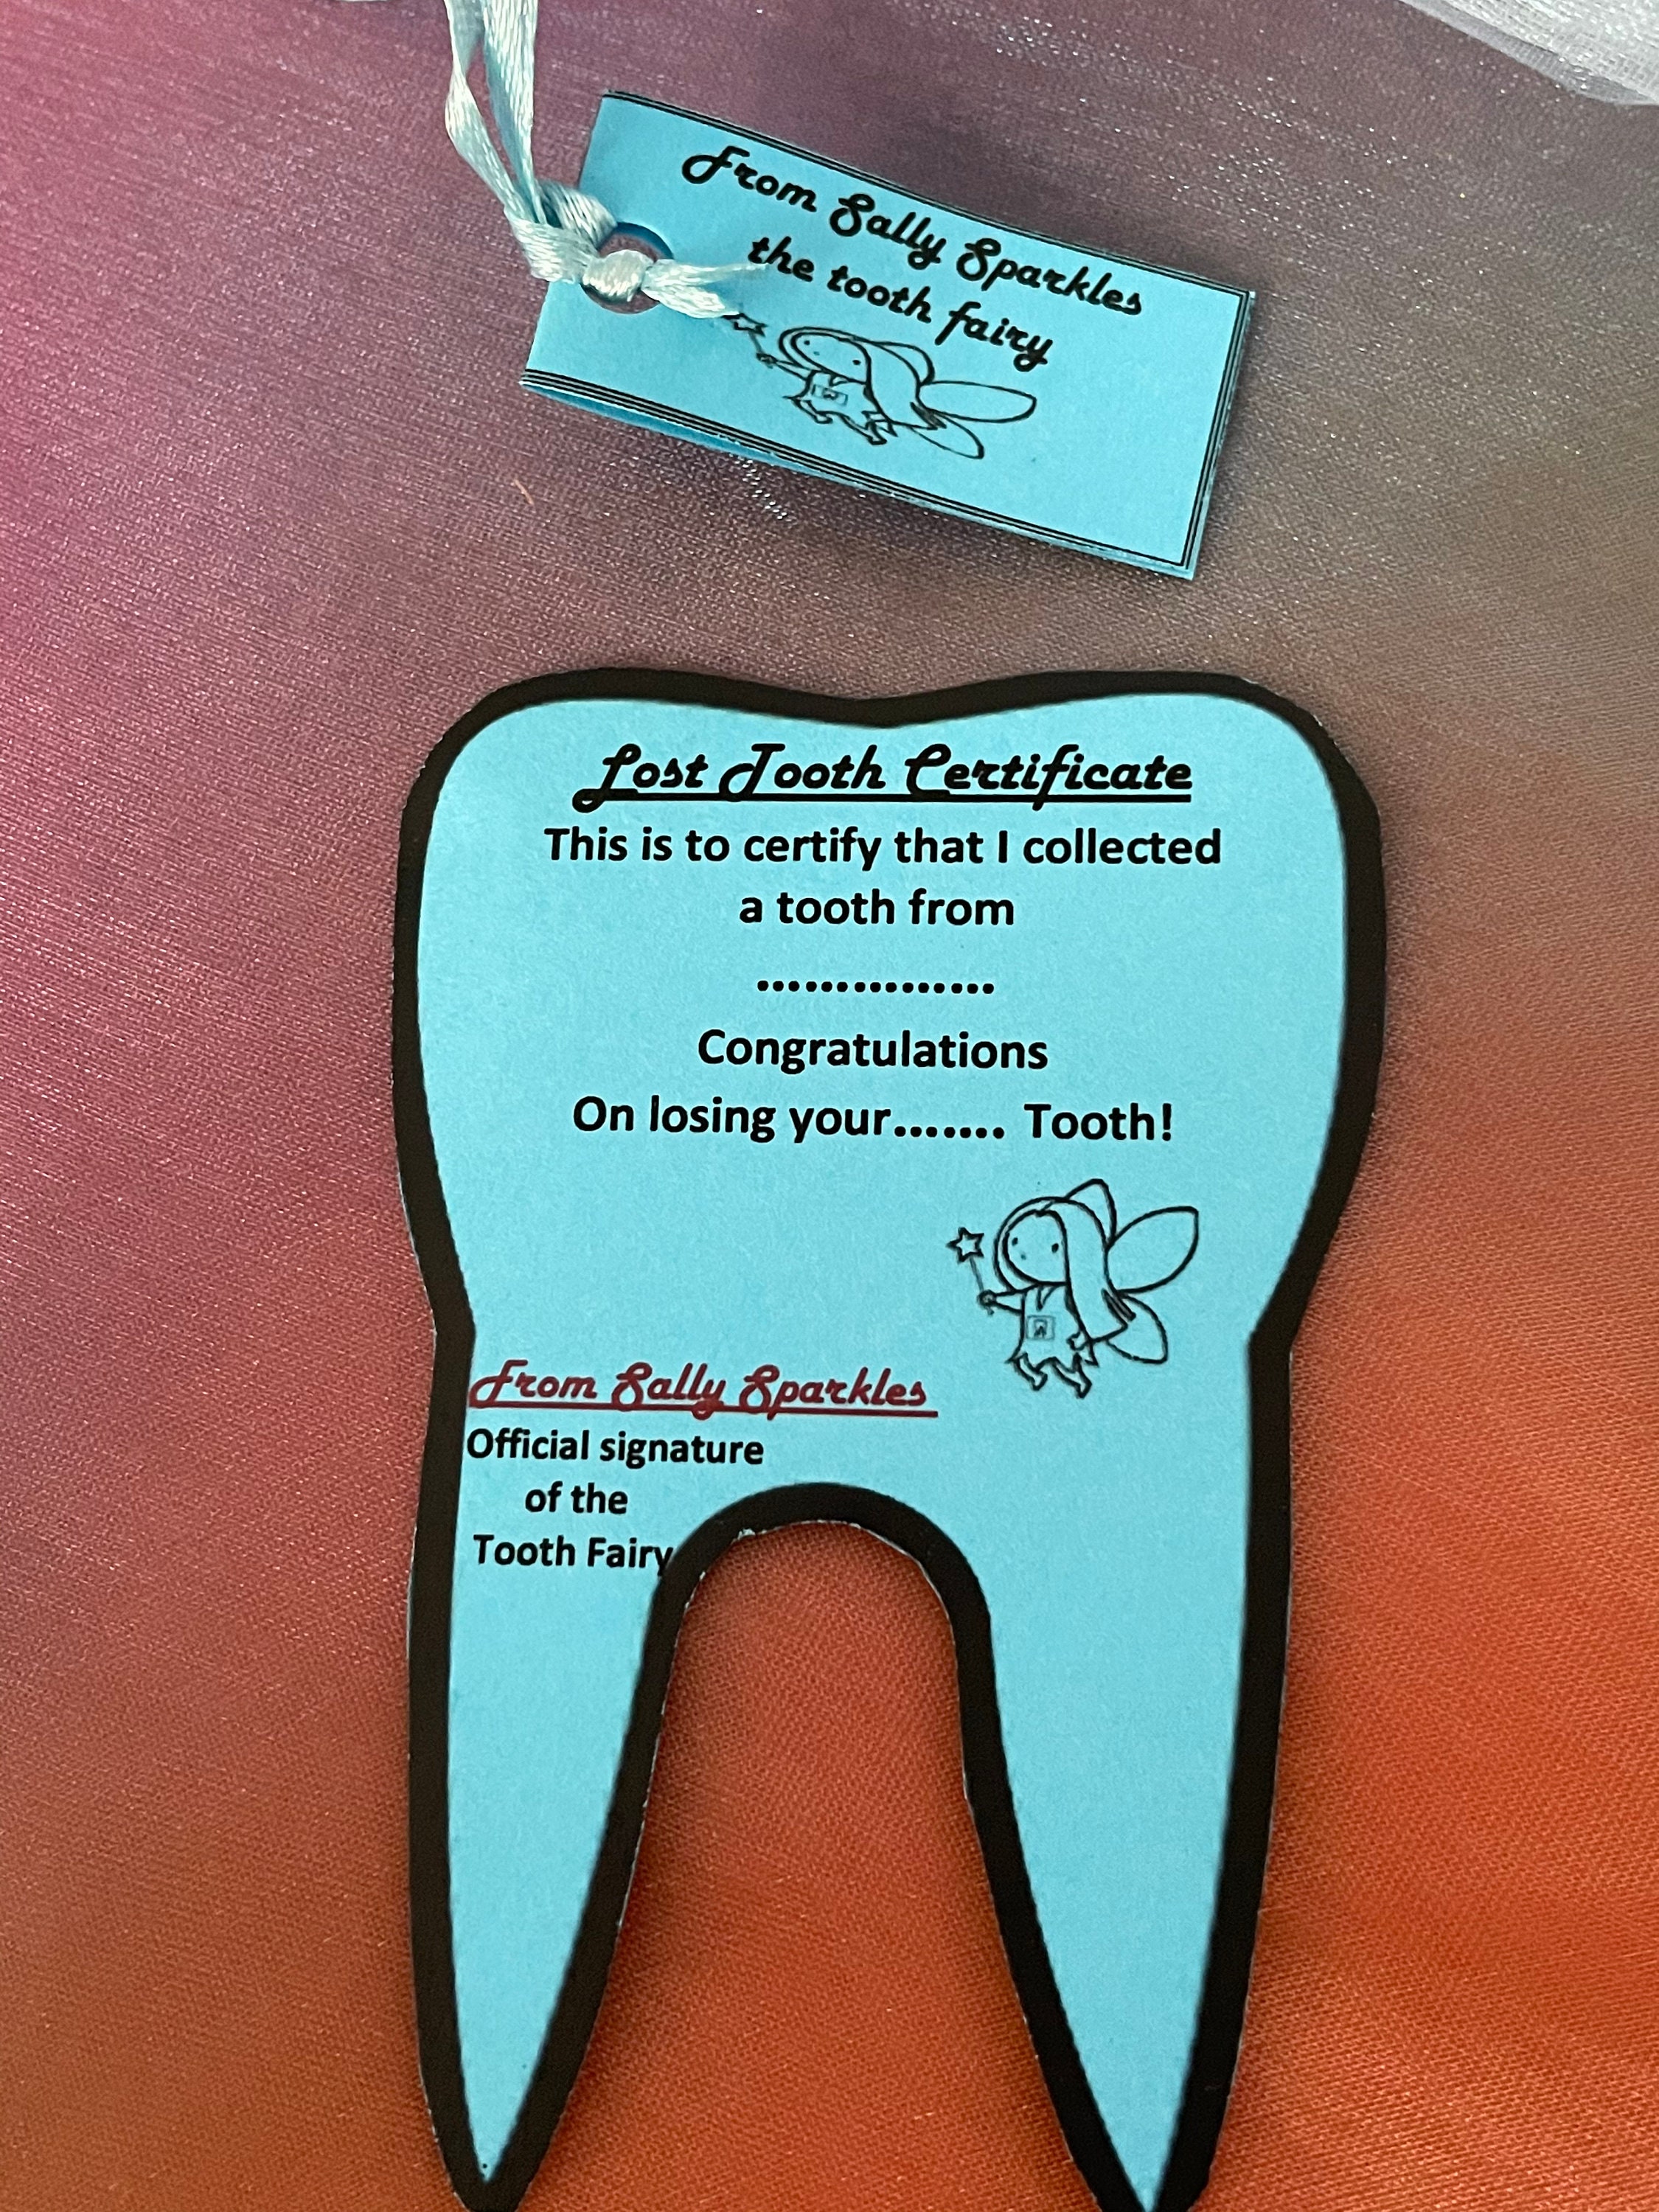 From Sally Sparkles
the tooth fairy
Lost Tooth Certificate
This is to certify that I collected
a tooth from
...............
Congratulations
On losing your....... Tooth!
From Sally Sparkles
Official signature
of the
Tooth Fairy